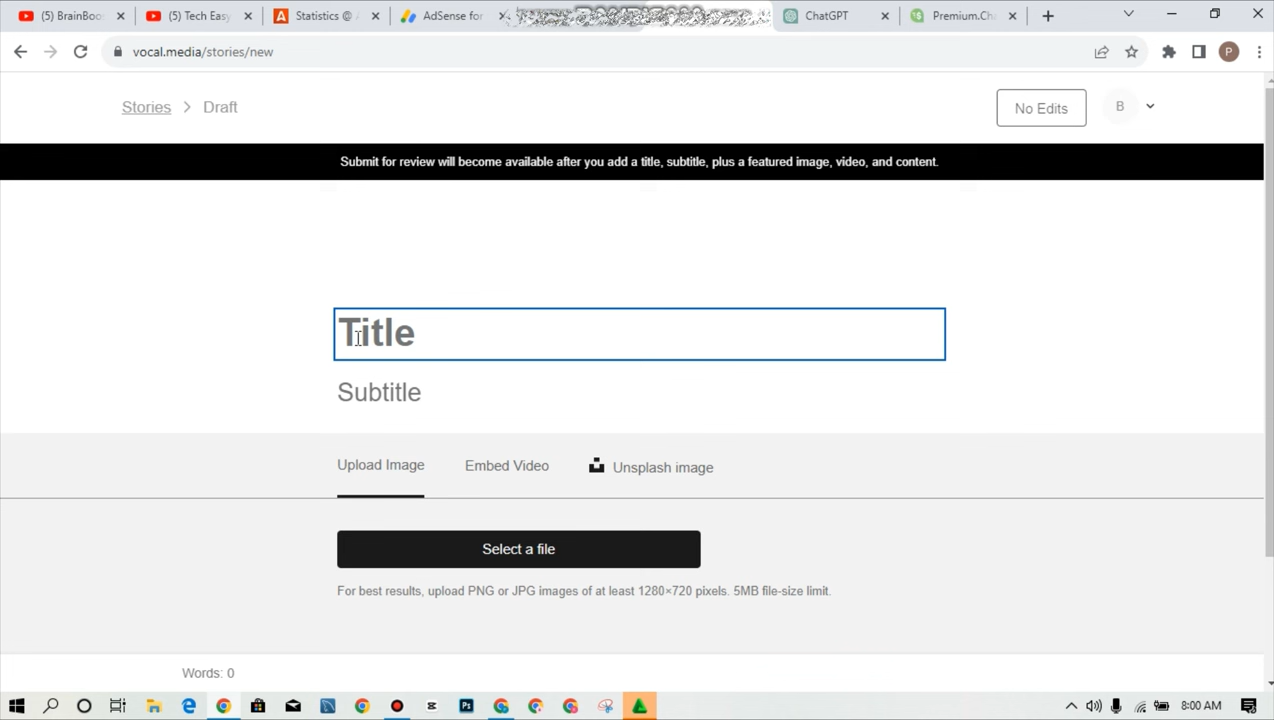 (5) BrainBoo
(5) Tech Easy
Statistics @
AdSense for
ChatGPT
Premium.Ch
vocal.media/stories/new
P
Stories > Draft
No Edits
B
Submit for review will become available after you add a title, subtitle, plus a featured image, video, and content.
Title
Subtitle
Upload Image
Embed Video
Unsplash image
Select a file
For best results, upload PNG or JPG images of at least 1280×720 pixels. 5MB file-size limit.
Words: 0
8:00 AM